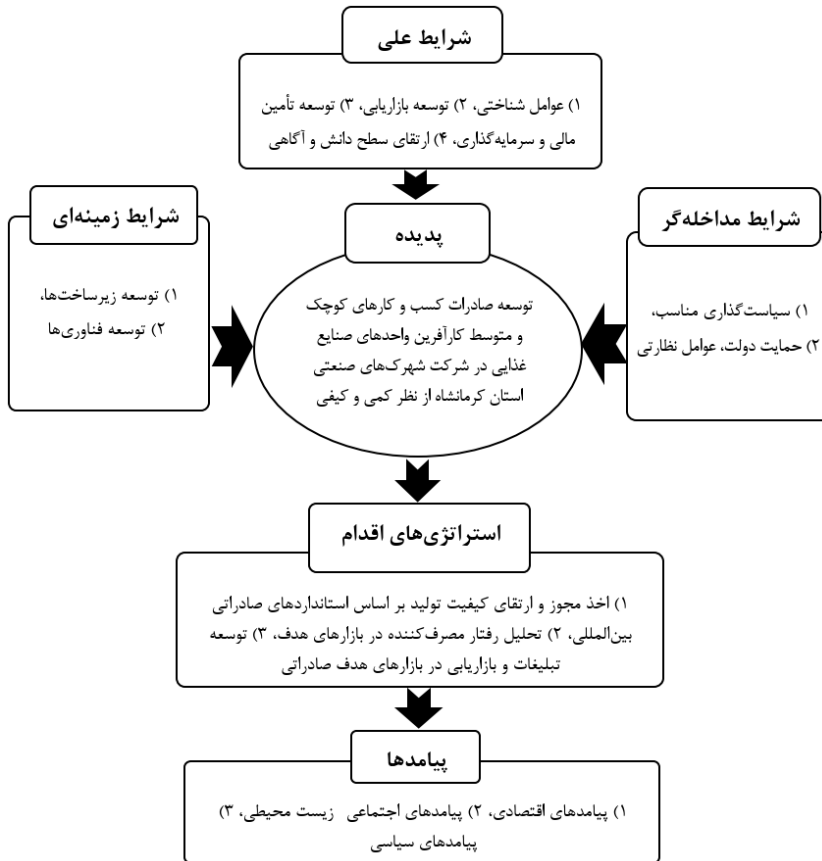 شرایط علی
۱) عوامل شناختی، ۲) توسعه بازاریابی، ۳) توسعه تأمین
مالی و سرمایه‌گذاری، ۴) ارتقای سطح دانش و آگاهی
شرایط مداخله‌گر
۱) سیاست‌گذاری مناسب،
۲) حمایت دولت، عوامل نظارتی
پدیده
توسعه صادرات کسب و کارهای کوچک
و متوسط کارآفرین واحدهای صنایع
غذایی در شرکت شهرک‌های صنعتی
استان کرمانشاه از نظر کمی و کیفی
شرایط زمینه‌ای
۱) توسعه زیرساخت‌ها،
۲) توسعه فناوری‌ها
استراتژی‌های اقدام
۱) اخذ مجوز و ارتقای کیفیت تولید بر اساس استانداردهای صادراتی
بین‌المللی، ۲) تحلیل رفتار مصرف‌کننده در بازارهای هدف، ۳) توسعه
تبلیغات و بازاریابی در بازارهای هدف صادراتی
پیامدها
۱) پیامدهای اقتصادی، ۲) پیامدهای اجتماعی زیست محیطی، ۳)
پیامدهای سیاسی